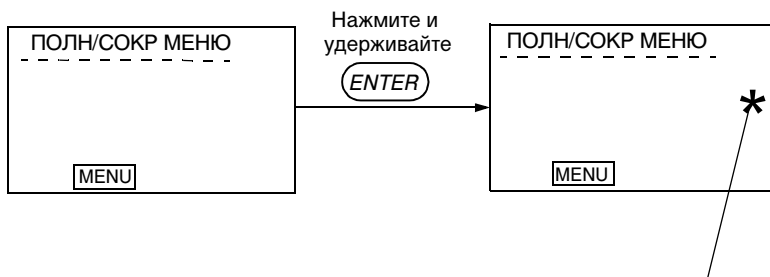 ПОЛН/СОКР МЕНЮ
MENU
Нажмите и
удерживайте
ENTER
ПОЛН/СОКР МЕНЮ
*
MENU